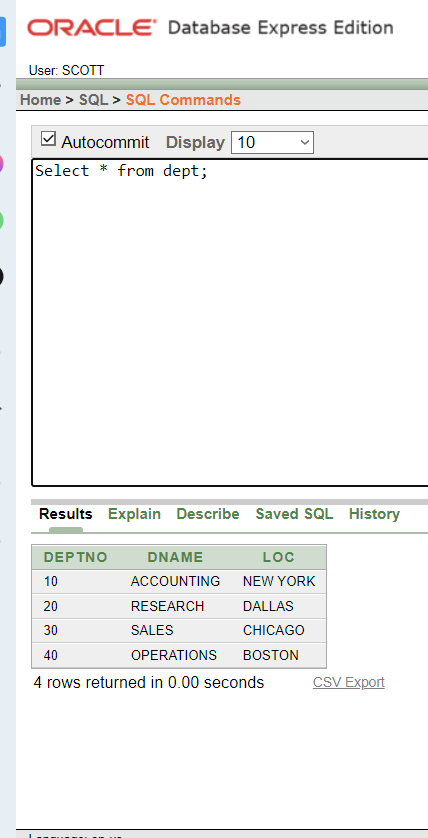 ORACLE® Database Express Edition
User: SCOTT
Home > SQL > SQL Commands
Autocommit Display 10
Select * from dept;
Results Explain Describe Saved SQL History
DEPTNO DNAME LOC
10 ACCOUNTING NEW YORK
20 RESEARCH DALLAS
30 SALES CHICAGO
40 OPERATIONS BOSTON
4 rows returned in 0.00 seconds CSV Export